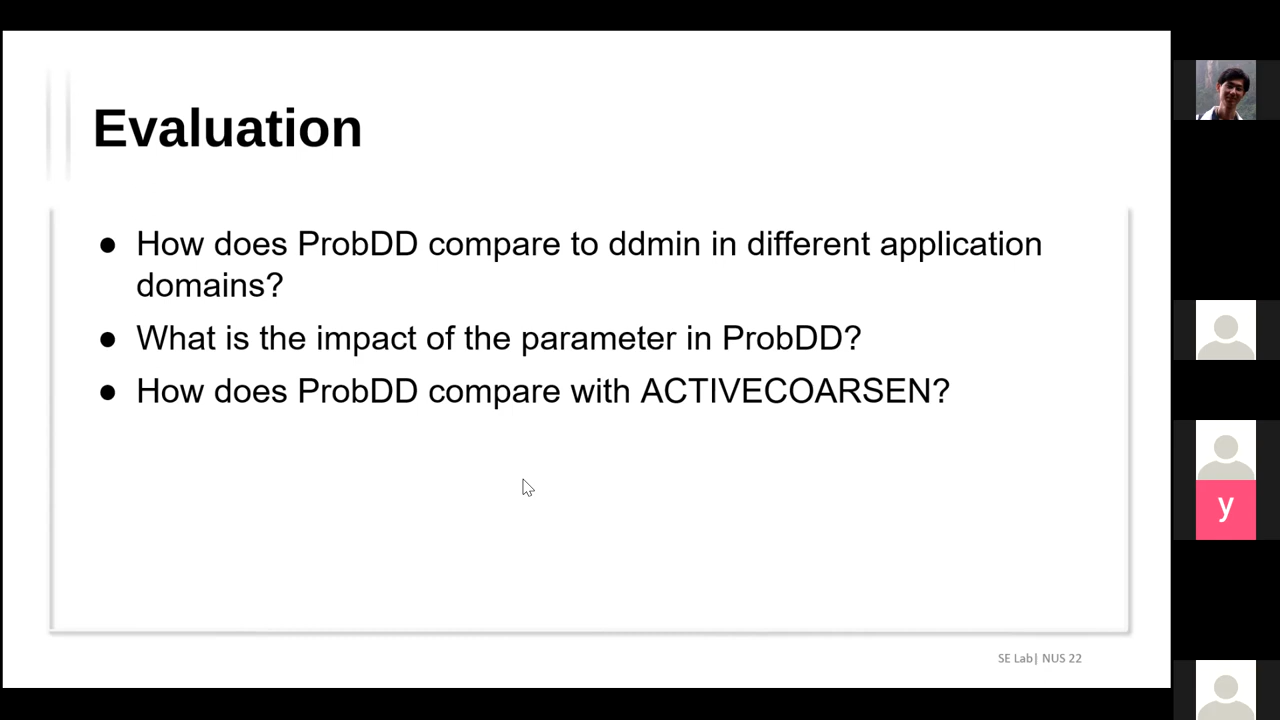 Evaluation
● How does ProbDD compare to ddmin in different application
domains?
● What is the impact of the parameter in ProbDD?
● How does ProbDD compare with ACTIVECOARSEN?
SE Lab| NUS 22
y